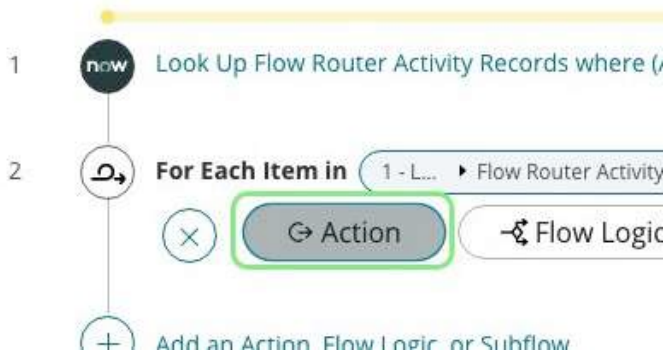 1
now
Look Up Flow Router Activity Records where (
2
For Each Item in
1 - L... ▸ Flow Router Activity
Action
Flow Logic
Add an Action, Flow Logic, or Subflow